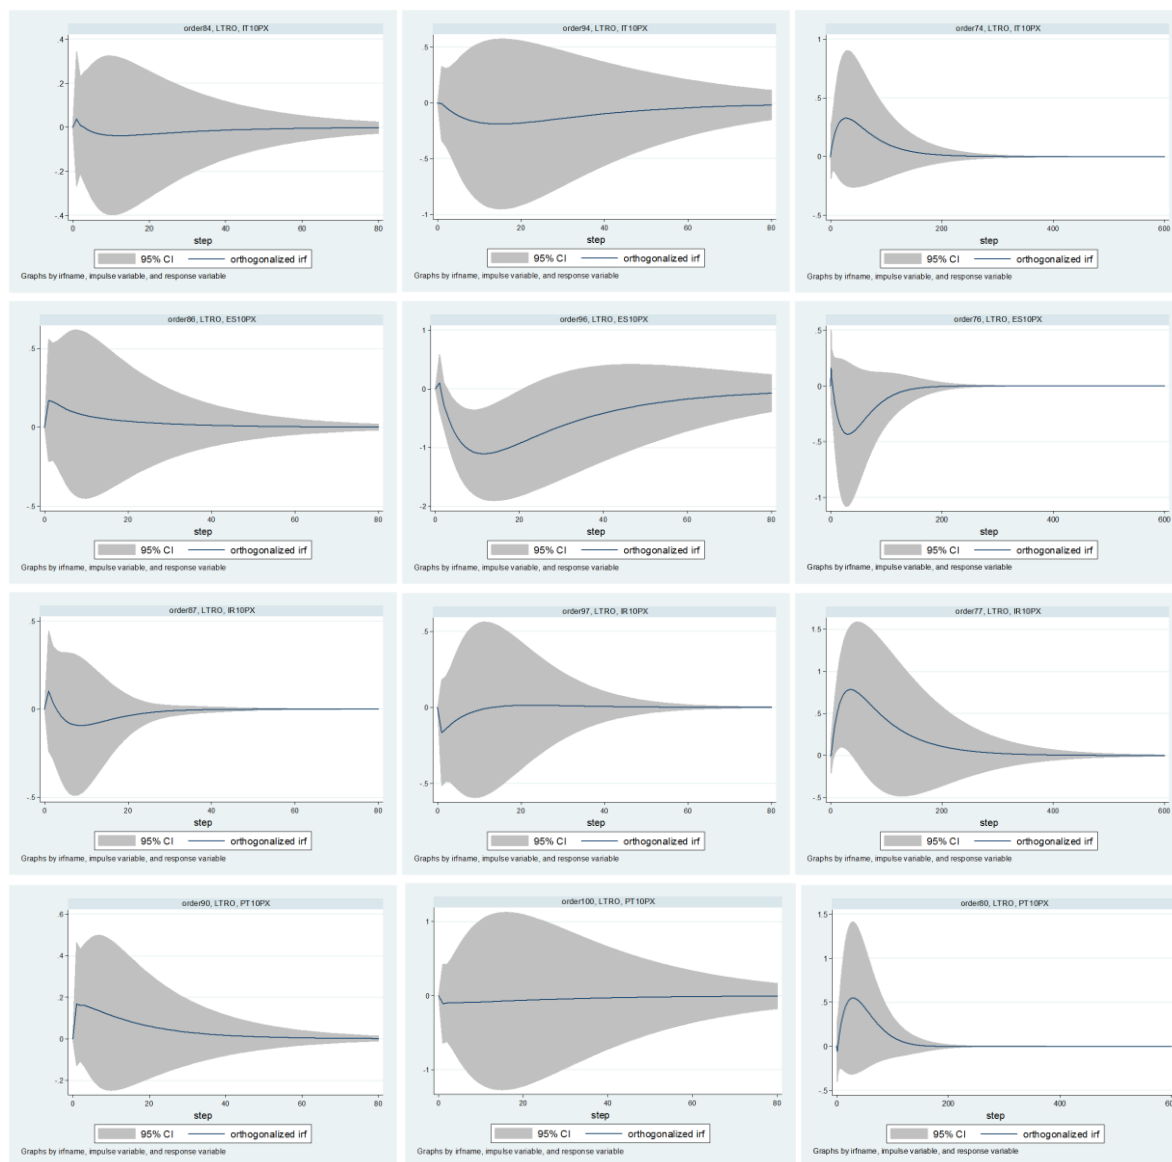 order84, LTRO, IT10PX
.4
.2
0
-.2
-.4
0 20 40 60 80
step
95% CI orthogonalized irf
Graphs by irfname, impulse variable, and response variable
order94, LTRO, IT10PX
.5
0
-.5
-1
0 20 40 60 80
step
95% CI orthogonalized irf
Graphs by irfname, impulse variable, and response variable
order74, LTRO, IT10PX
1
.5
0
-.5
0 200 400 600
step
95% CI orthogonalized irf
Graphs by irfname, impulse variable, and response variable
order86, LTRO, ES10PX
.5
0
-.5
0 20 40 60 80
step
95% CI orthogonalized irf
Graphs by irfname, impulse variable, and response variable
order96, LTRO, ES10PX
1
0
-1
-2
0 20 40 60 80
step
95% CI orthogonalized irf
Graphs by irfname, impulse variable, and response variable
order76, LTRO, ES10PX
.5
0
-.5
-1
0 200 400 600
step
95% CI orthogonalized irf
Graphs by irfname, impulse variable, and response variable
order87, LTRO, IR10PX
.5
0
-.5
0 20 40 60 80
step
95% CI orthogonalized irf
Graphs by irfname, impulse variable, and response variable
order97, LTRO, IR10PX
.5
0
-.5
0 20 40 60 80
step
95% CI orthogonalized irf
Graphs by irfname, impulse variable, and response variable
order77, LTRO, IR10PX
1.5
1
.5
0
-.5
0 200 400 600
step
95% CI orthogonalized irf
Graphs by irfname, impulse variable, and response variable
order90, LTRO, PT10PX
.6
.4
.2
0
-.2
0 20 40 60 80
step
95% CI orthogonalized irf
Graphs by irfname, impulse variable, and response variable
order100, LTRO, PT10PX
1
0
-1
0 20 40 60 80
step
95% CI orthogonalized irf
Graphs by irfname, impulse variable, and response variable
order80, LTRO, PT10PX
1.5
1
.5
0
-.5
0 200 400
step
95% CI orthogonalized irf
Graphs by irfname, impulse variable, and response variable